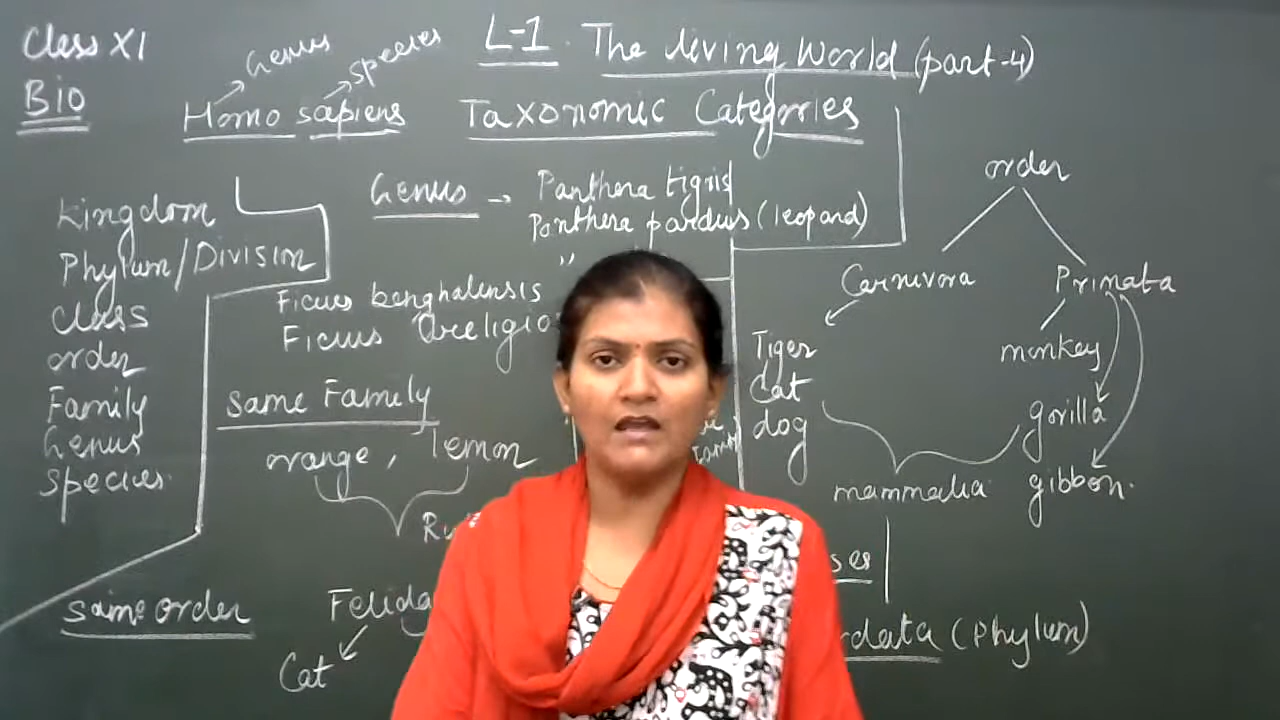 Class XI
Bio
Genus
species
Homo sapiens
L-1. The living World (part-4)
Taxonomic Categories
Kingdom
Phylum/Division
Class
order
Family
Genus
Species
Genus - Panthera tigris
Panthera pardus (leopard)
"
Ficus benghalensis
Ficus
same Family
orange, lemon
same order
Cat
order
Carnivora
Primata
Tiger
Cat
dog
monkey
gorilla
gibbon.
mammalia
(Phylum)